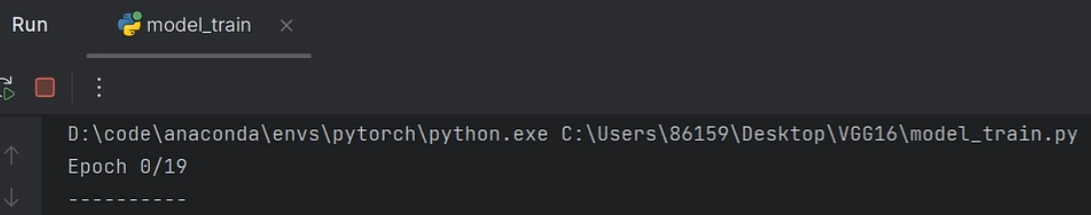 Run model_train
D:\code\anaconda\envs\pytorch\python.exe C:\Users\86159\Desktop\VGG16\model_train.py
Epoch 0/19
----------